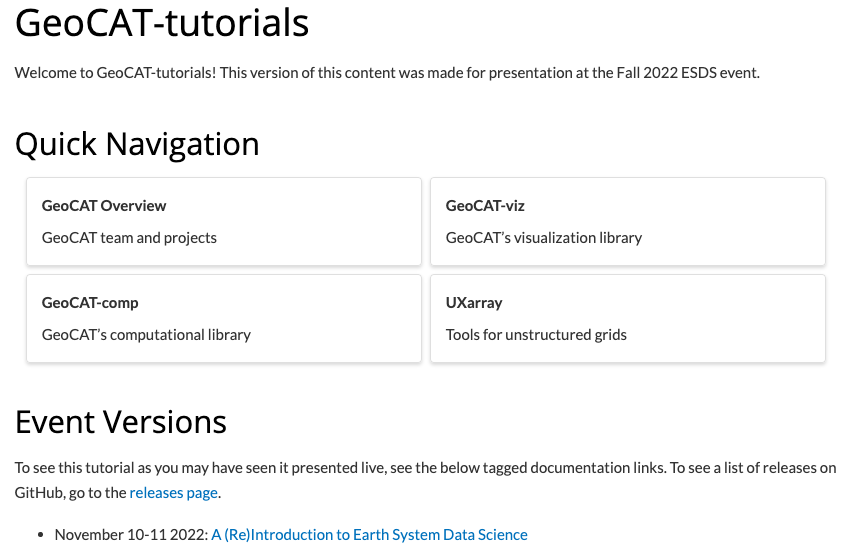 GeoCAT-tutorials
Welcome to GeoCAT-tutorials! This version of this content was made for presentation at the Fall 2022 ESDS event.
Quick Navigation
GeoCAT Overview
GeoCAT team and projects
GeoCAT-viz
GeoCAT’s visualization library
GeoCAT-comp
GeoCAT’s computational library
UXarray
Tools for unstructured grids
Event Versions
To see this tutorial as you may have seen it presented live, see the below tagged documentation links. To see a list of releases on
GitHub, go to the releases page.
• November 10-11 2022: A (Re)Introduction to Earth System Data Science